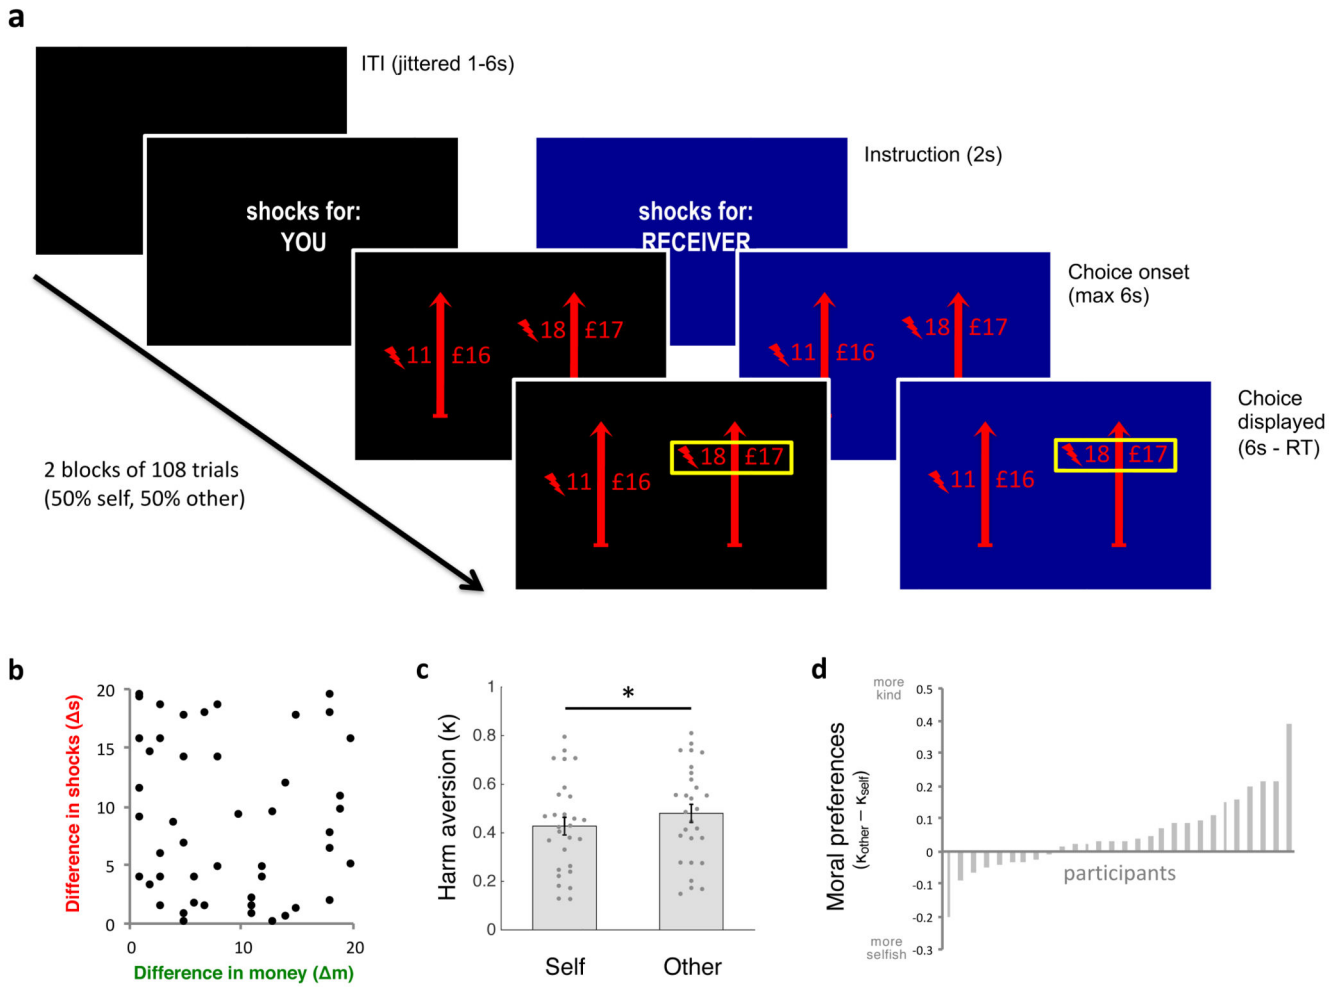 a
ITI (jittered 1-6s)
shocks for:
YOU
shocks for:
RECEIVER
Instruction (2s)
11 £16
18 £17
11 £16
18 £17
Choice onset
(max 6s)
11 £16
18 £17
11 £16
18 £17
Choice
displayed
(6s - RT)
2 blocks of 108 trials
(50% self, 50% other)
b
Difference in shocks (Δs)
20
15
10
5
0
0
10
20
Difference in money (Δm)
c
Harm aversion (κ)
1
0.8
0.6
0.4
0.2
0
*
Self
Other
d
Moral preferences
(κother – κself)
more
kind
more
selfish
0.5
0.4
0.3
0.2
0.1
0
-0.1
-0.2
-0.3
participants